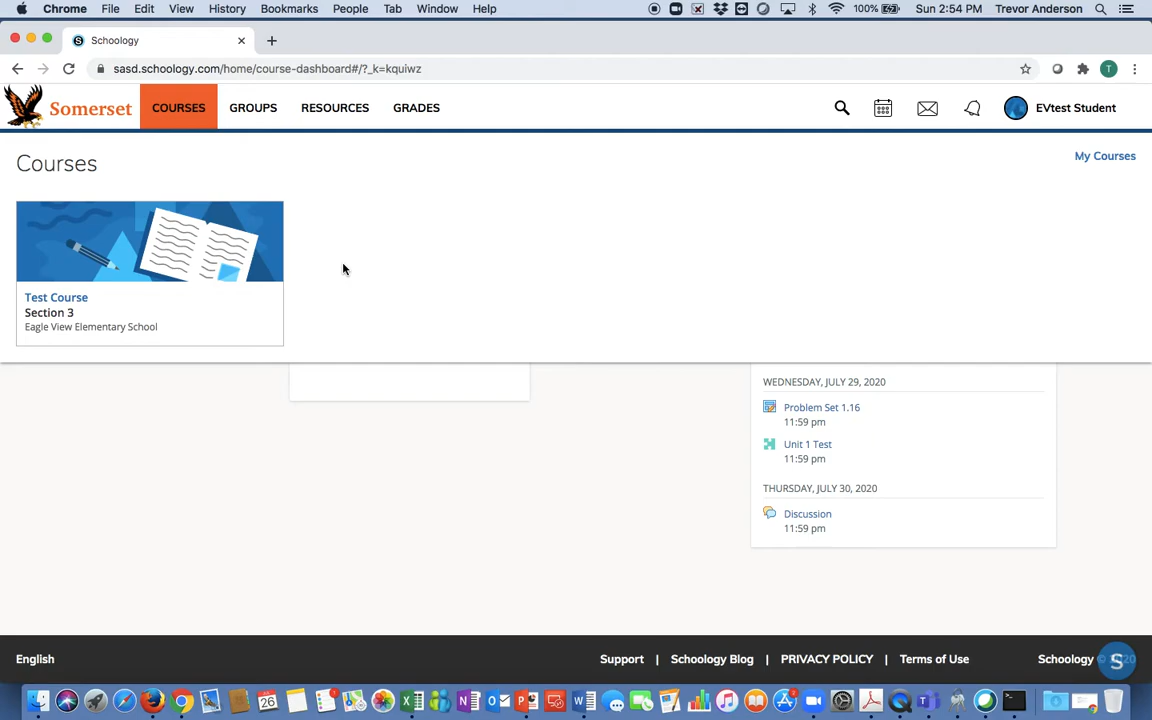 Chrome File Edit View History Bookmarks People Tab Window Help 100% Sun 2:54 PM Trevor Anderson
S Schoology
sasd.schoology.com/home/course-dashboard#/?_k=kquiwz T
Somerset COURSES GROUPS RESOURCES GRADES EVtest Student
Courses My Courses
Test Course
Section 3
Eagle View Elementary School
WEDNESDAY, JULY 29, 2020
Problem Set 1.16
11:59 pm
Unit 1 Test
11:59 pm
THURSDAY, JULY 30, 2020
Discussion
11:59 pm
English Support | Schoology Blog | PRIVACY POLICY | Terms of Use Schoology © 2020
S
26